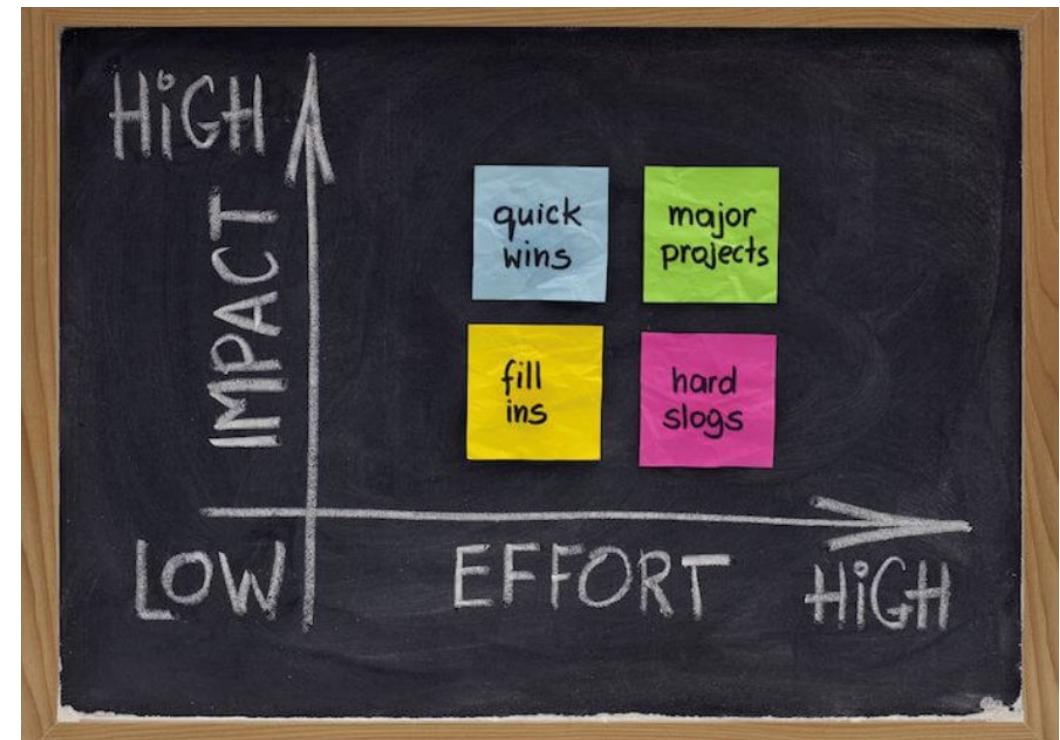 HiGH
IMPACT
quick
wins
major
projects
fill
ins
hard
slogs
LOW
EFFORT
HiGH